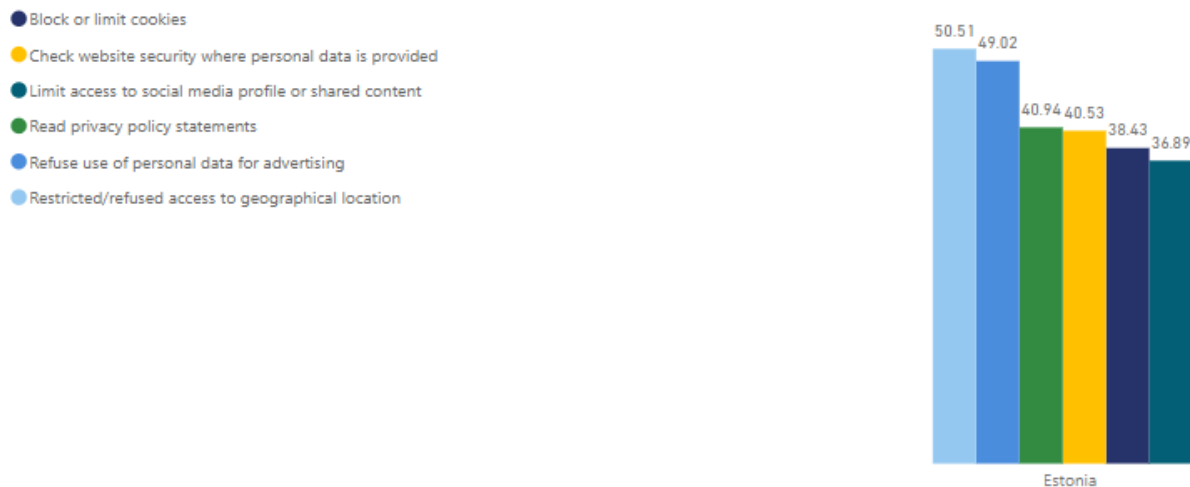 Block or limit cookies
Check website security where personal data is provided
Limit access to social media profile or shared content
Read privacy policy statements
Refuse use of personal data for advertising
Restricted/refused access to geographical location
50.51
49.02
40.94
40.53
38.43
36.89
Estonia